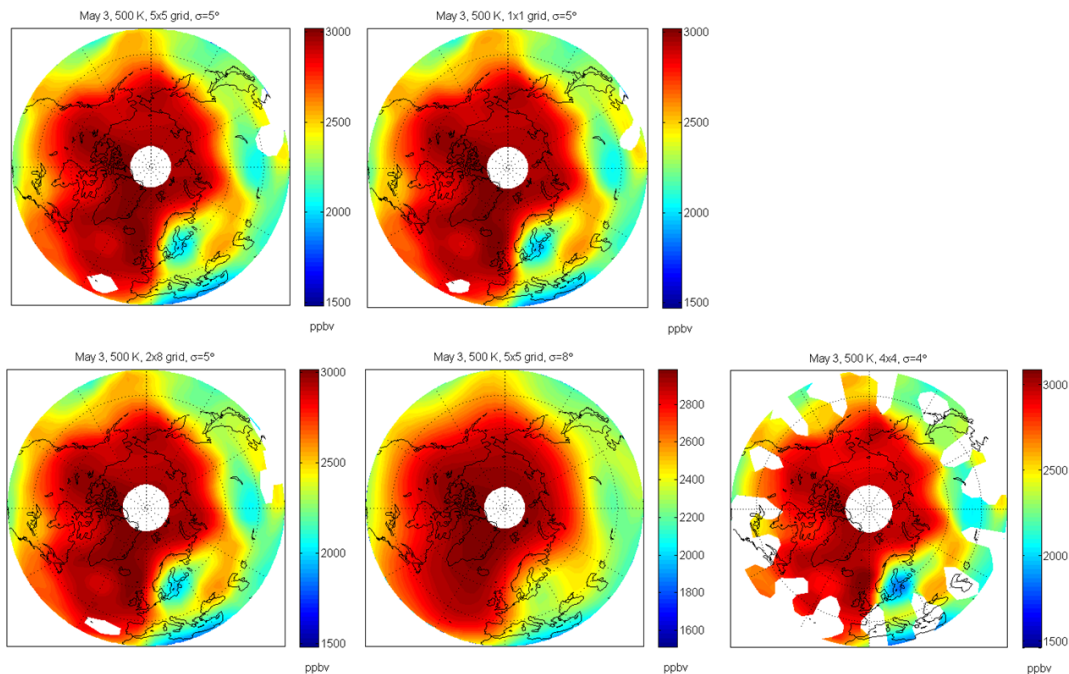 May 3, 500 K, 5x5 grid, σ=5°
3000
2500
2000
1500
ppbv
May 3, 500 K, 1x1 grid, σ=5°
3000
2500
2000
1500
ppbv
May 3, 500 K, 2x8 grid, σ=5°
3000
2500
2000
1500
ppbv
May 3, 500 K, 5x5 grid, σ=8°
2800
2600
2400
2200
2000
1800
1600
ppbv
May 3, 500 K, 4x4, σ=4°
3000
2500
2000
1500
ppbv